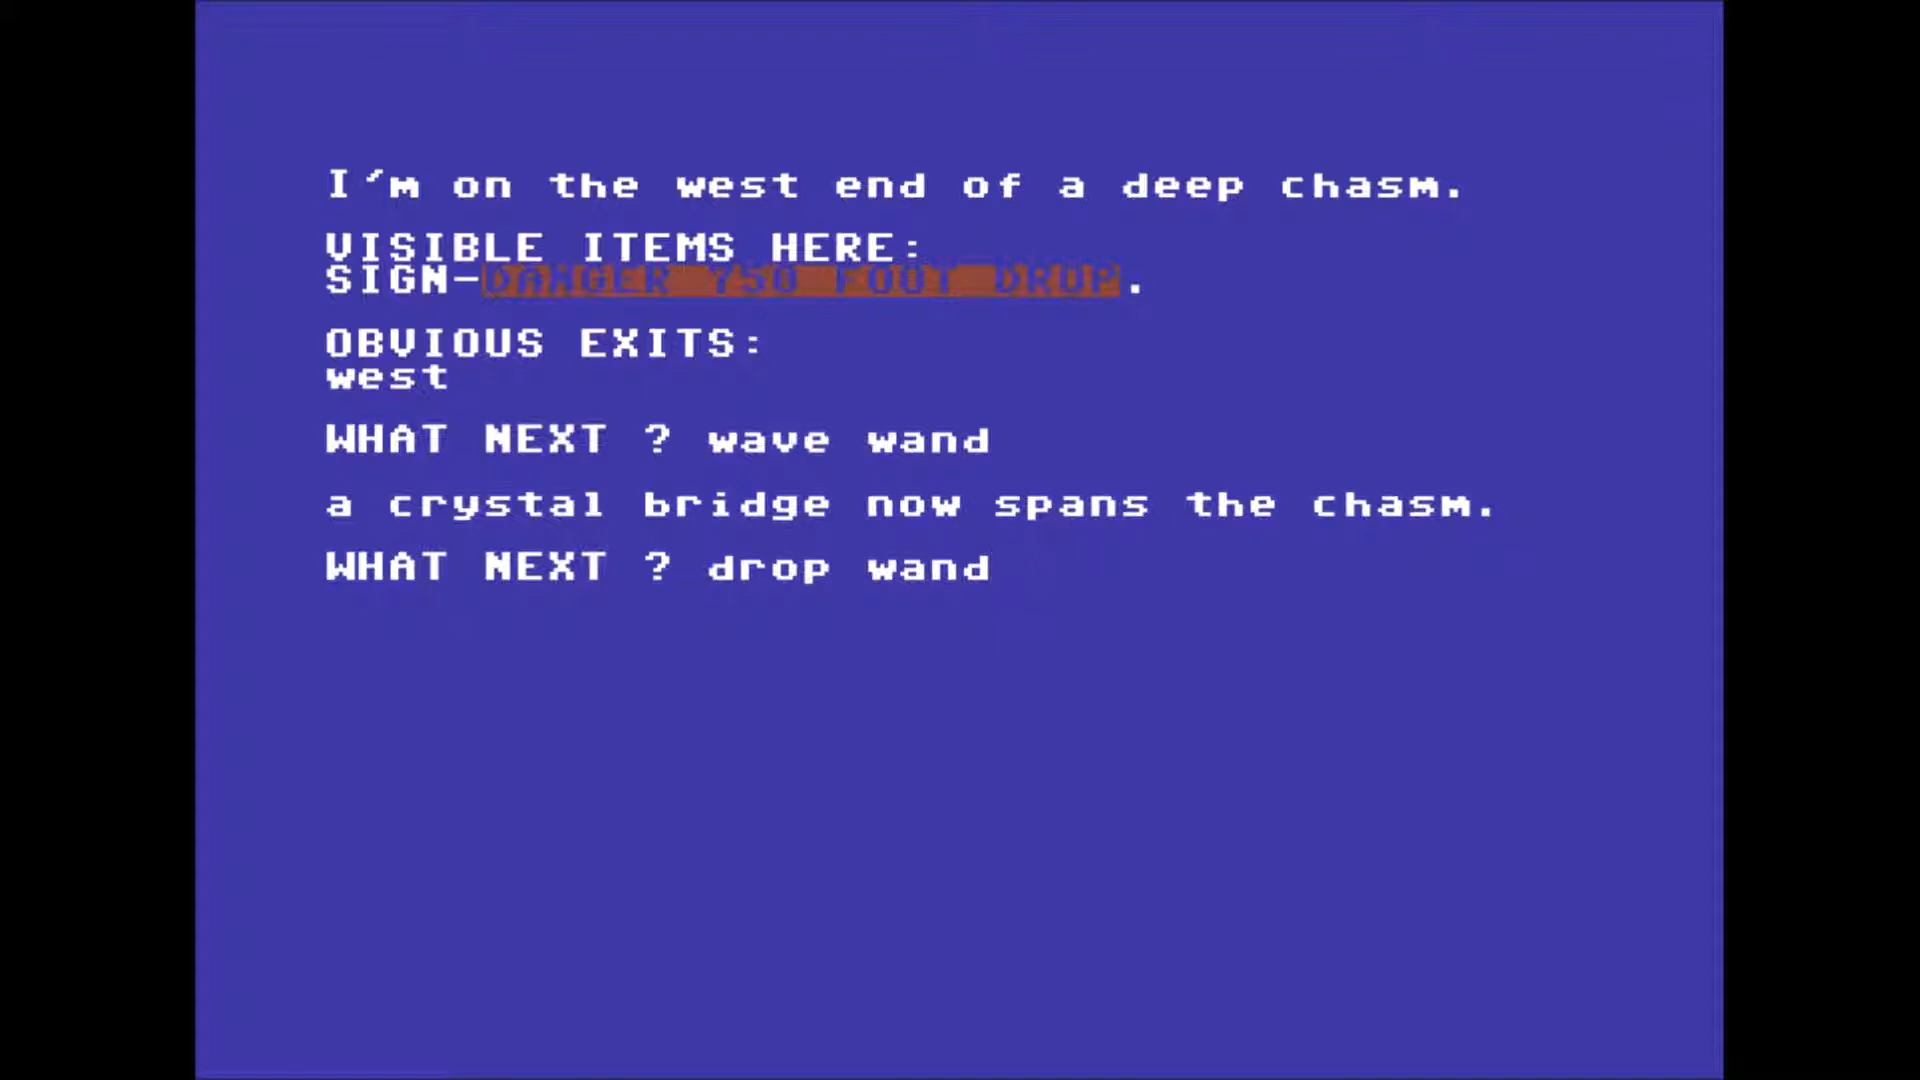 I'm on the west end of a deep chasm.
VISIBLE ITEMS HERE:
SIGN-DANGER 750 FOOT DROP.
OBVIOUS EXITS:
west
WHAT NEXT ? wave wand
a crystal bridge now spans the chasm.
WHAT NEXT ? drop wand